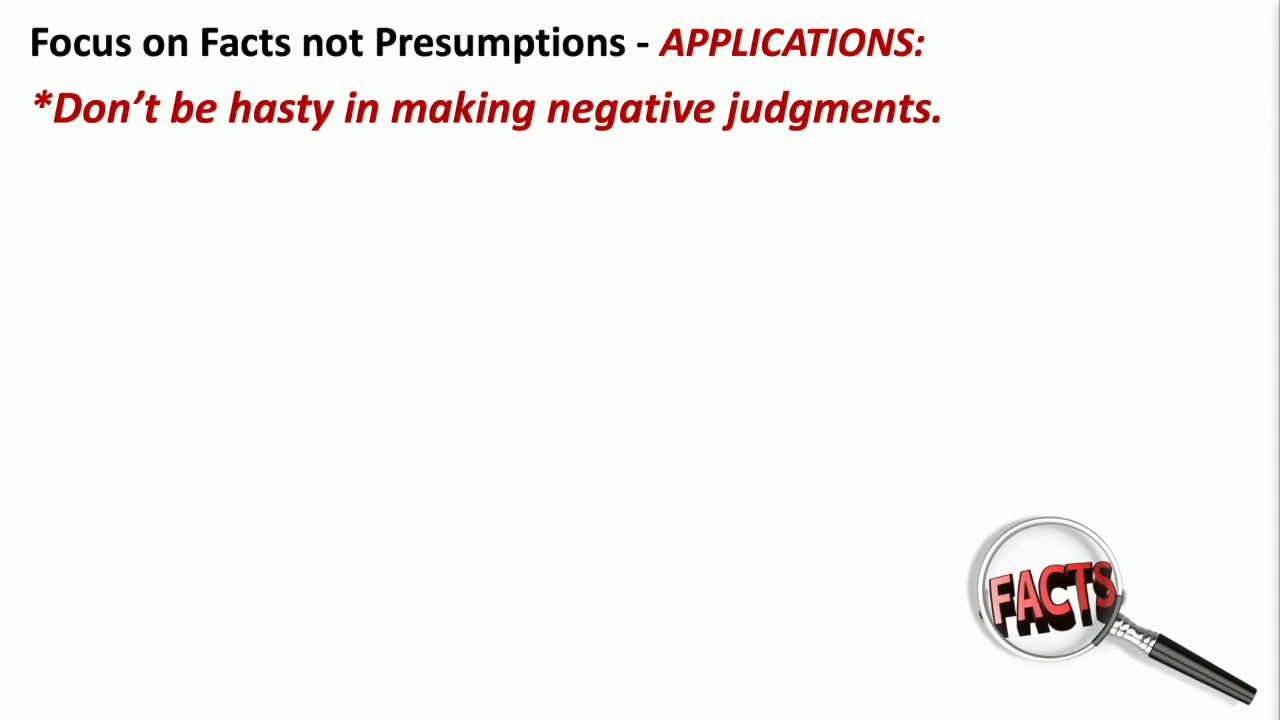 Focus on Facts not Presumptions - APPLICATIONS:
*Don’t be hasty in making negative judgments.
FACTS